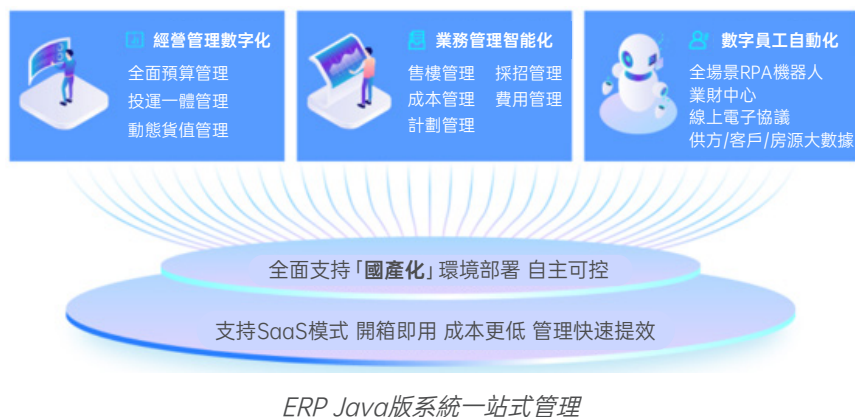 經營管理數字化
全面預算管理
投運一體管理
動態貨值管理
業務管理智能化
售樓管理 採招管理
成本管理 費用管理
計劃管理
數字員工自動化
全場景RPA機器人
業財中心
線上電子協議
供方/客戶/房源大數據
全面支持「國產化」環境部署 自主可控
支持SaaS模式 開箱即用 成本更低 管理快速提效
ERP Java版系統一站式管理